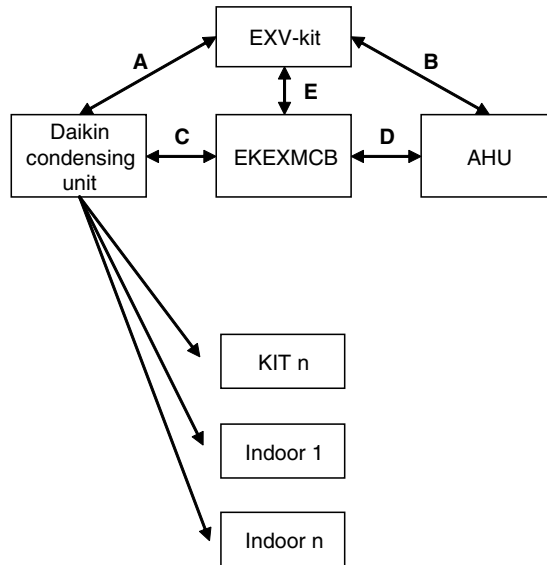 EXV-kit
A
B
E
Daikin
condensing
unit
C
EKEXMCB
D
AHU
KIT n
Indoor 1
Indoor n